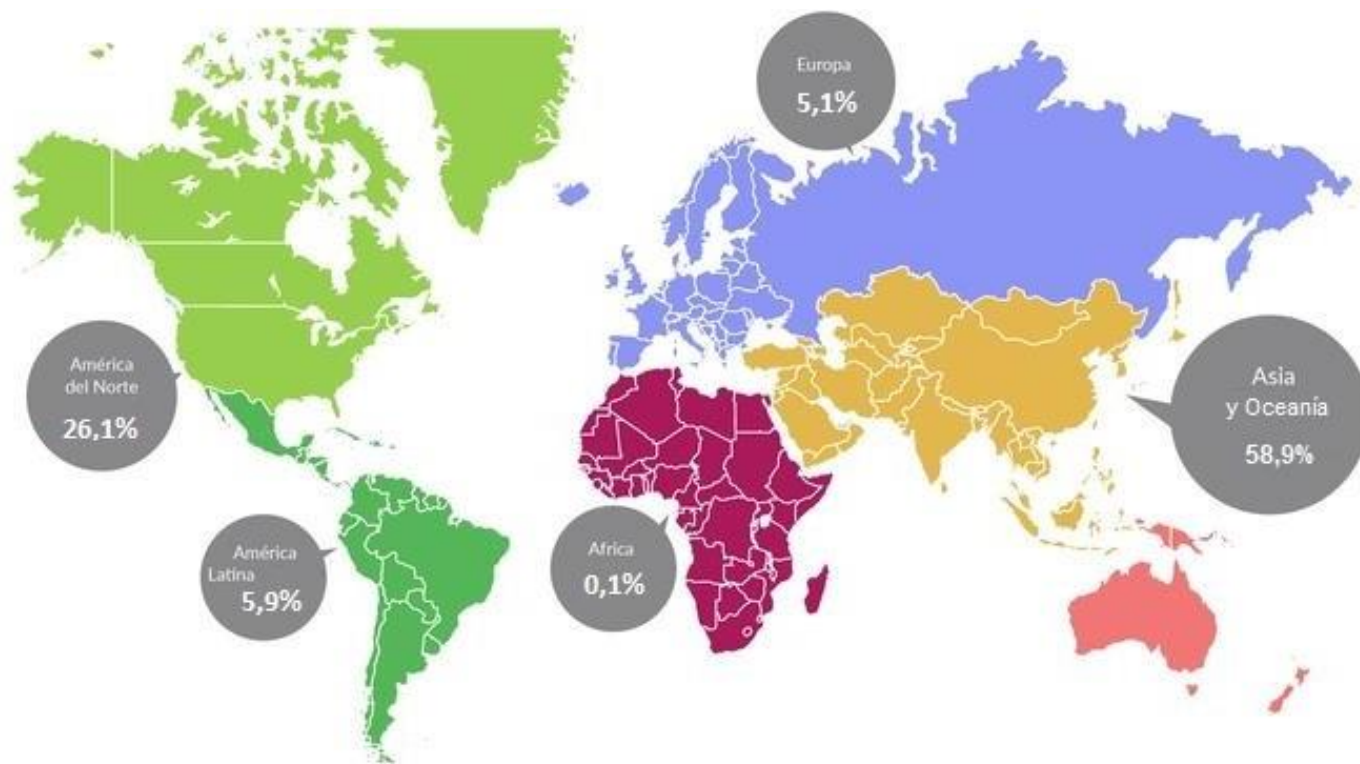 Europa
5,1%
América
del Norte
26,1%
Asia
y Oceanía
58,9%
América
Latina
5,9%
Africa
0,1%